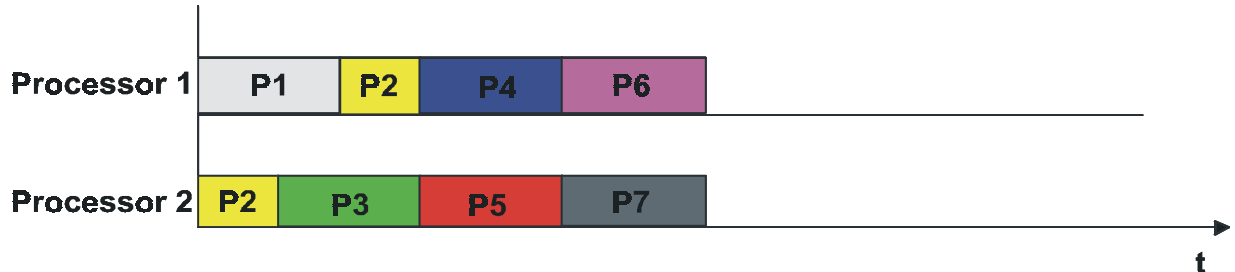 Processor 1 P1 P2 P4 P6
Processor 2 P2 P3 P5 P7
t